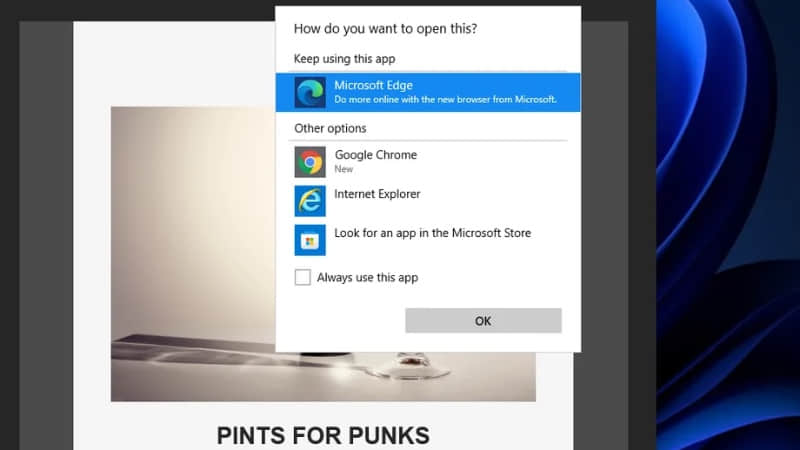 How do you want to open this?
Keep using this app
Microsoft Edge
Do more online with the new browser from Microsoft.
Other options
Google Chrome
New
Internet Explorer
Look for an app in the Microsoft Store
Always use this app
OK
PINTS FOR PUNKS